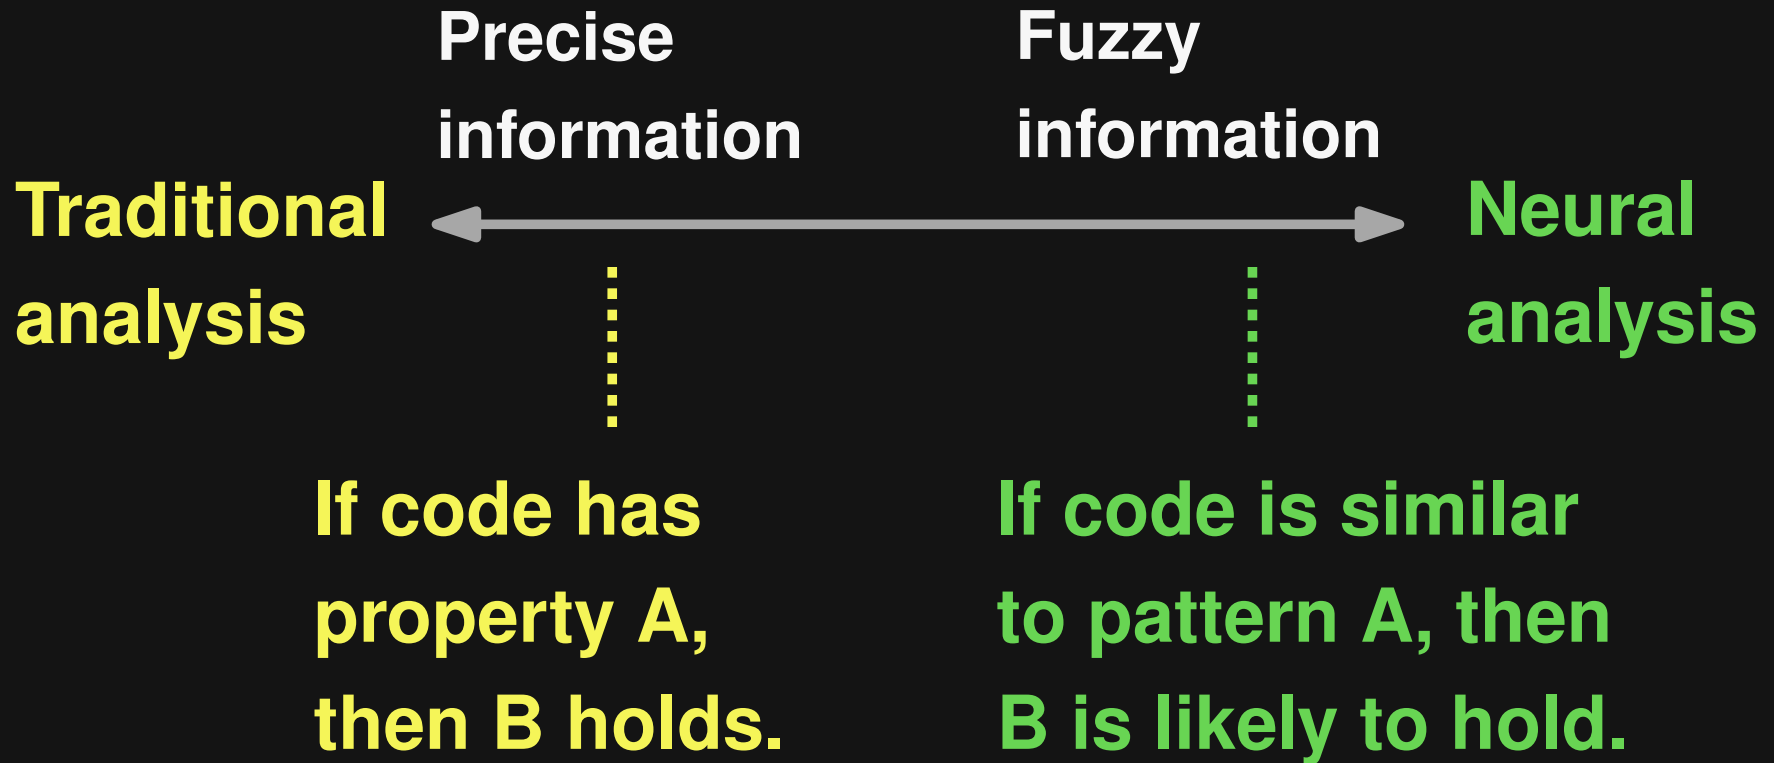 Precise
information
Fuzzy
information
Traditional
analysis
Neural
analysis
If code has
property A,
then B holds.
If code is similar
to pattern A, then
B is likely to hold.